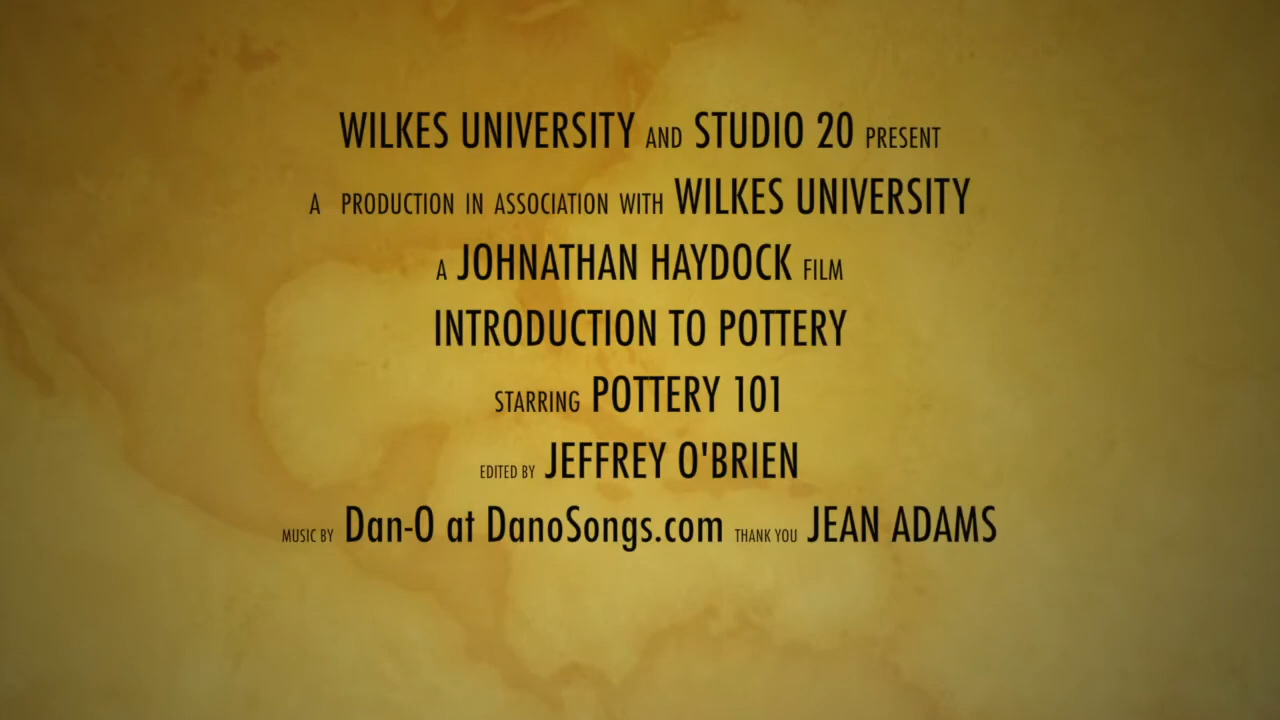 WILKES UNIVERSITY AND STUDIO 20 PRESENT
A PRODUCTION IN ASSOCIATION WITH WILKES UNIVERSITY
A JOHNATHAN HAYDOCK FILM
INTRODUCTION TO POTTERY
STARRING POTTERY 101
EDITED BY JEFFREY O'BRIEN
MUSIC BY Dan-O at DanoSongs.com THANK YOU JEAN ADAMS